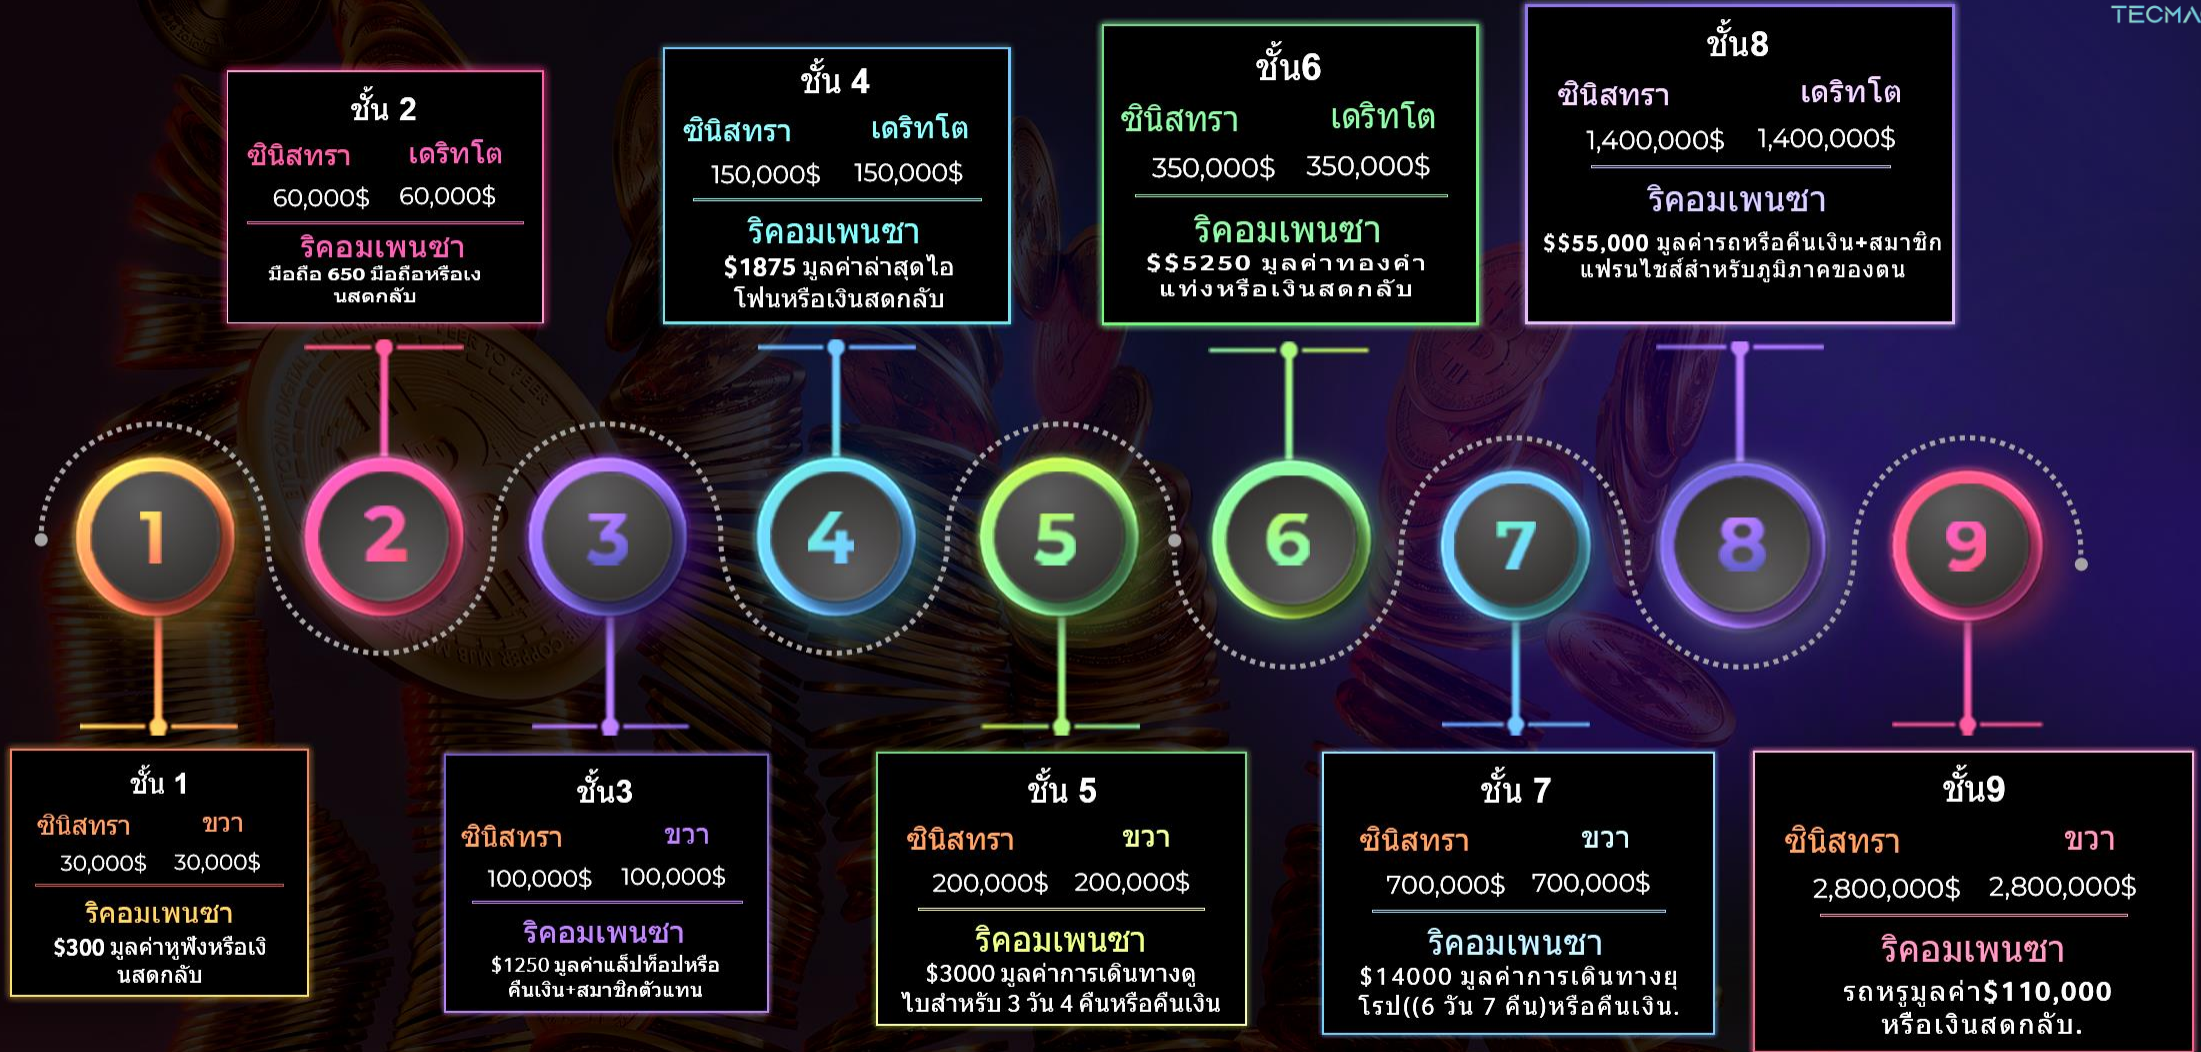 TECMA
ชั้น 2
ซินิสทรา เดริทโต
60,000$ 60,000$
ริคอมเพนซา
มือถือ 650 มือถือหรือเง
นสดกลับ
ชั้น 4
ซินิสทรา เดริทโต
150,000$ 150,000$
ริคอมเพนซา
$1875 มูลค่าล่าสุดไอ
โฟนหรือเงินสดกลับ
ชั้น6
ซินิสทรา เดริทโต
350,000$ 350,000$
ริคอมเพนซา
$$5250 มูลค่าทองคำ
แท่งหรือเงินสดกลับ
ชั้น8
ซินิสทรา เดริทโต
1,400,000$ 1,400,000$
ริคอมเพนซา
$$55,000 มูลค่ารถหรือคืนเงิน+สมาชิก
แฟรนไชส์สำหรับภูมิภาคของตน
1 2 3 4 5 6 7 8 9
ชั้น 1
ซินิสทรา ขวา
30,000$ 30,000$
ริคอมเพนซา
$300 มูลค่าหูฟังหรือเงิ
นสดกลับ
ชั้น3
ซินิสทรา ขวา
100,000$ 100,000$
ริคอมเพนซา
$1250 มูลค่าแล็ปท็อปหรือ
คืนเงิน+สมาชิกตัวแทน
ชั้น 5
ซินิสทรา ขวา
200,000$ 200,000$
ริคอมเพนซา
$3000 มูลค่าการเดินทางดู
ไบสำหรับ 3 วัน 4 คืนหรือคืนเงิน
ชั้น 7
ซินิสทรา ขวา
700,000$ 700,000$
ริคอมเพนซา
$14000 มูลค่าการเดินทางยุ
โรป((6 วัน 7 คืน)หรือคืนเงิน.
ชั้น9
ซินิสทรา ขวา
2,800,000$ 2,800,000$
ริคอมเพนซา
รถหรูมูลค่า$110,000
หรือเงินสดกลับ.